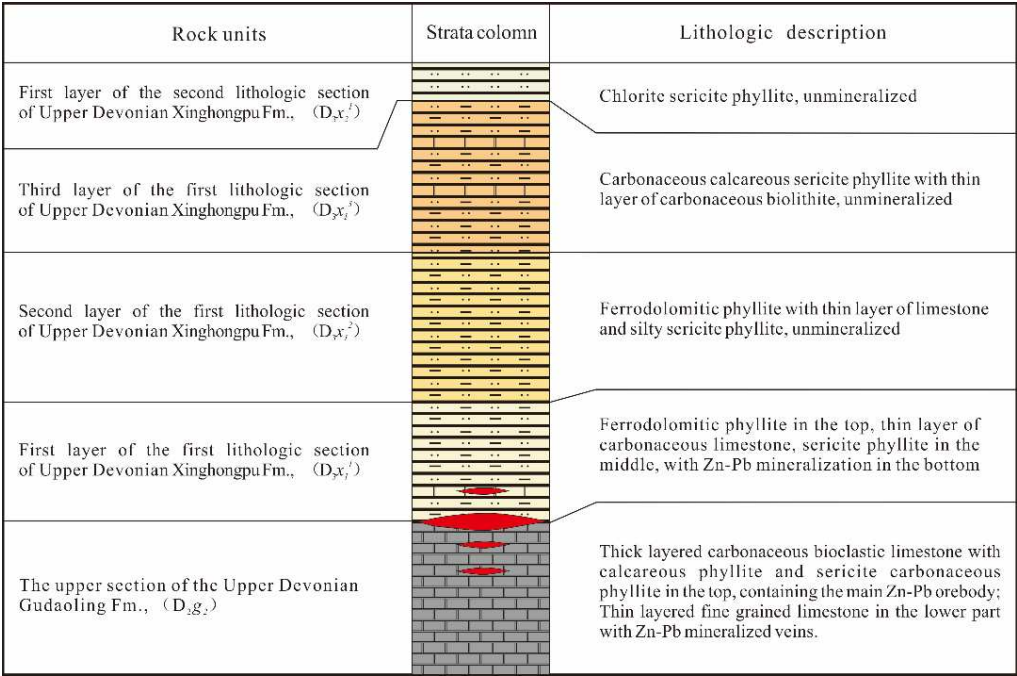 Rock units
Strata colomn
Lithologic description
First layer of the second lithologic section
of Upper Devonian Xinghongpu Fm., (D₃x₂¹)
Chlorite sericite phyllite, unmineralized
Third layer of the first lithologic section
of Upper Devonian Xinghongpu Fm., (D₃x₁³)
Carbonaceous calcareous sericite phyllite with thin
layer of carbonaceous biolithite, unmineralized
Second layer of the first lithologic section
of Upper Devonian Xinghongpu Fm., (D₃x₁²)
Ferrodolomitic phyllite with thin layer of limestone
and silty sericite phyllite, unmineralized
First layer of the first lithologic section
of Upper Devonian Xinghongpu Fm., (D₃x₁¹)
Ferrodolomitic phyllite in the top, thin layer of
carbonaceous limestone, sericite phyllite in the
middle, with Zn-Pb mineralization in the bottom
The upper section of the Upper Devonian
Gudaoling Fm., (D₂g₂)
Thick layered carbonaceous bioclastic limestone with
calcareous phyllite and sericite carbonaceous
phyllite in the top, containing the main Zn-Pb orebody;
Thin layered fine grained limestone in the lower part
with Zn-Pb mineralized veins.